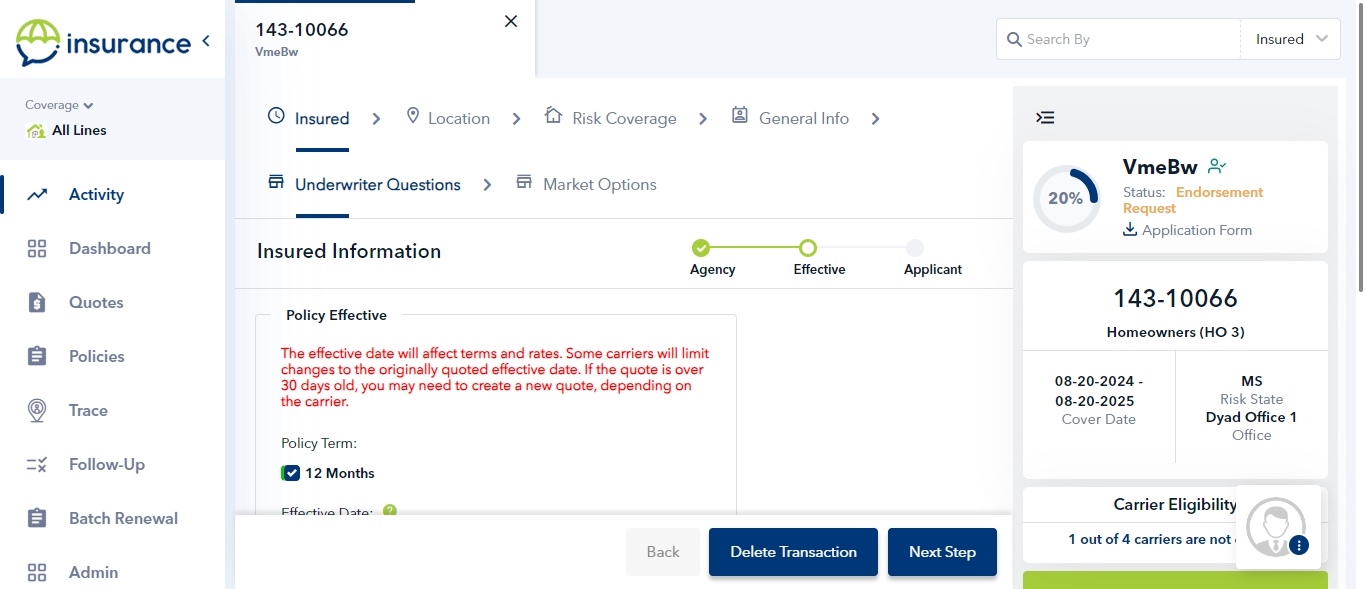 insurance
Coverage
All Lines
Activity
Dashboard
Quotes
Policies
Trace
Follow-Up
Batch Renewal
Admin
143-10066
VmeBw
Search By
Insured
Insured
Location
Risk Coverage
General Info
Underwriter Questions
Market Options
Insured Information
Agency
Effective
Applicant
Policy Effective
The effective date will affect terms and rates. Some carriers will limit
changes to the originally quoted effective date. If the quote is over
30 days old, you may need to create a new quote, depending on
the carrier.
Policy Term:
12 Months
Effective Date: ?
Back
Delete Transaction
Next Step
20%
VmeBw
Status: Endorsement
Request
Application Form
143-10066
Homeowners (HO 3)
08-20-2024 -
08-20-2025
Cover Date
MS
Risk State
Dyad Office 1
Office
Carrier Eligibility
1 out of 4 carriers are not